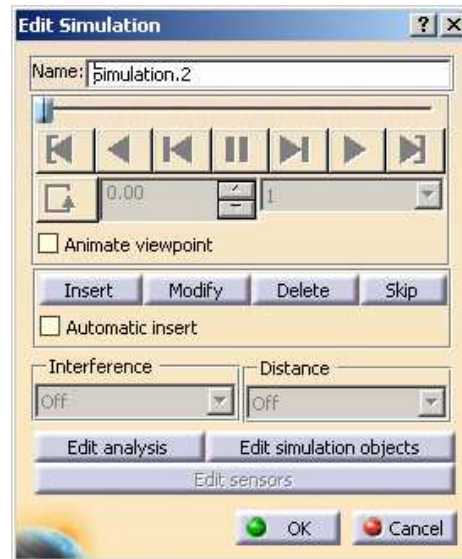 Edit Simulation
Name: Simulation.2
0.00 1
Animate viewpoint
Insert Modify Delete Skip
Automatic insert
Interference Distance
Off Off
Edit analysis Edit simulation objects
Edit sensors
OK Cancel